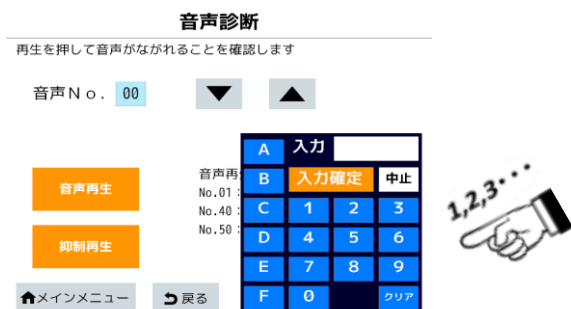 音声診断
再生を押して音声がながれることを確認します
音声No. 00 ▼ ▲
音声再生
抑制再生
音声再
No.01:
No.40:
No.50:
A 入力
B 入力確定 中止
C 1 2 3
D 4 5 6
E 7 8 9
F 0 クリア
1,2,3・・・
メインメニュー
戻る